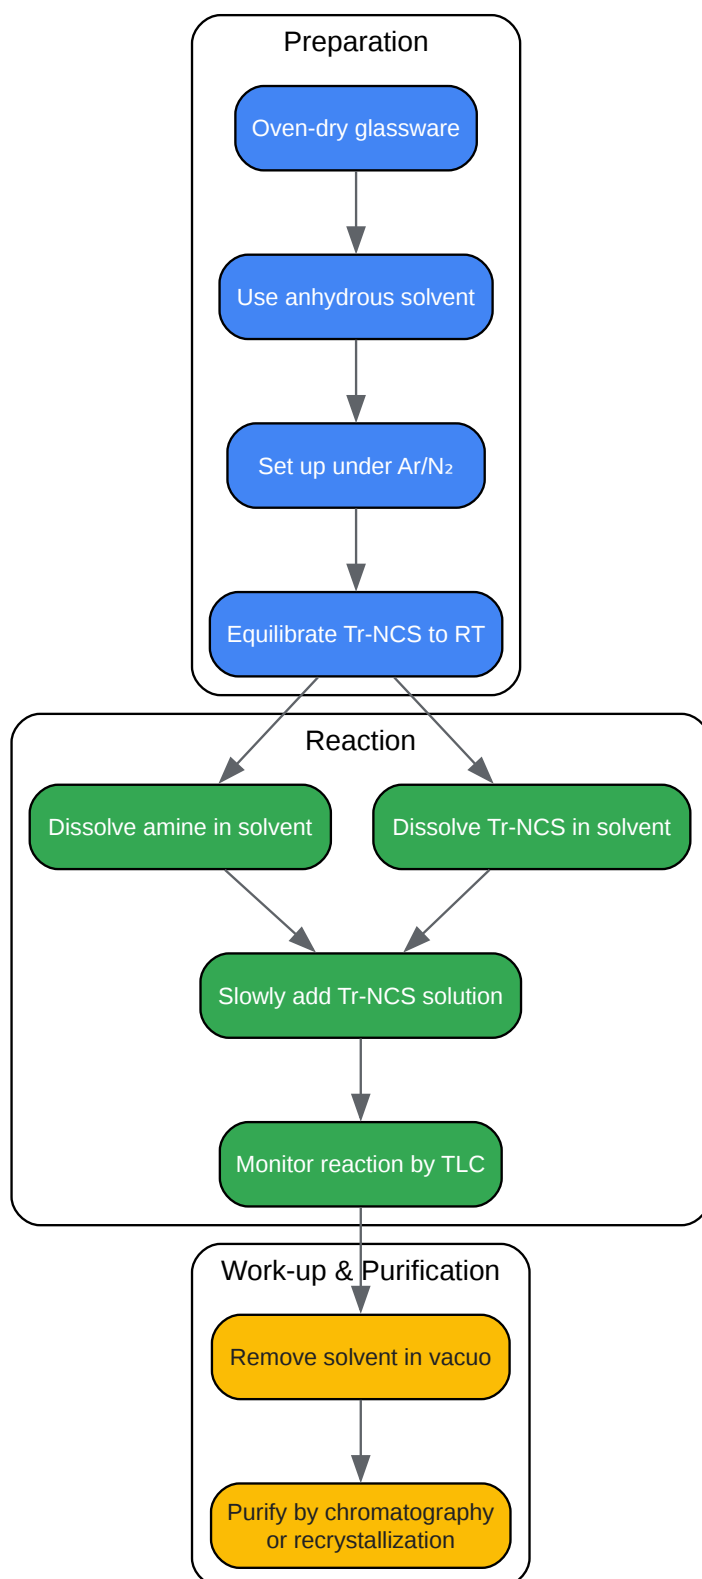 Preparation
Oven-dry glassware
Use anhydrous solvent
Set up under Ar/N₂
Equilibrate Tr-NCS to RT
Reaction
Dissolve amine in solvent
Dissolve Tr-NCS in solvent
Slowly add Tr-NCS solution
Monitor reaction by TLC
Work-up & Purification
Remove solvent in vacuo
Purify by chromatography
or recrystallization